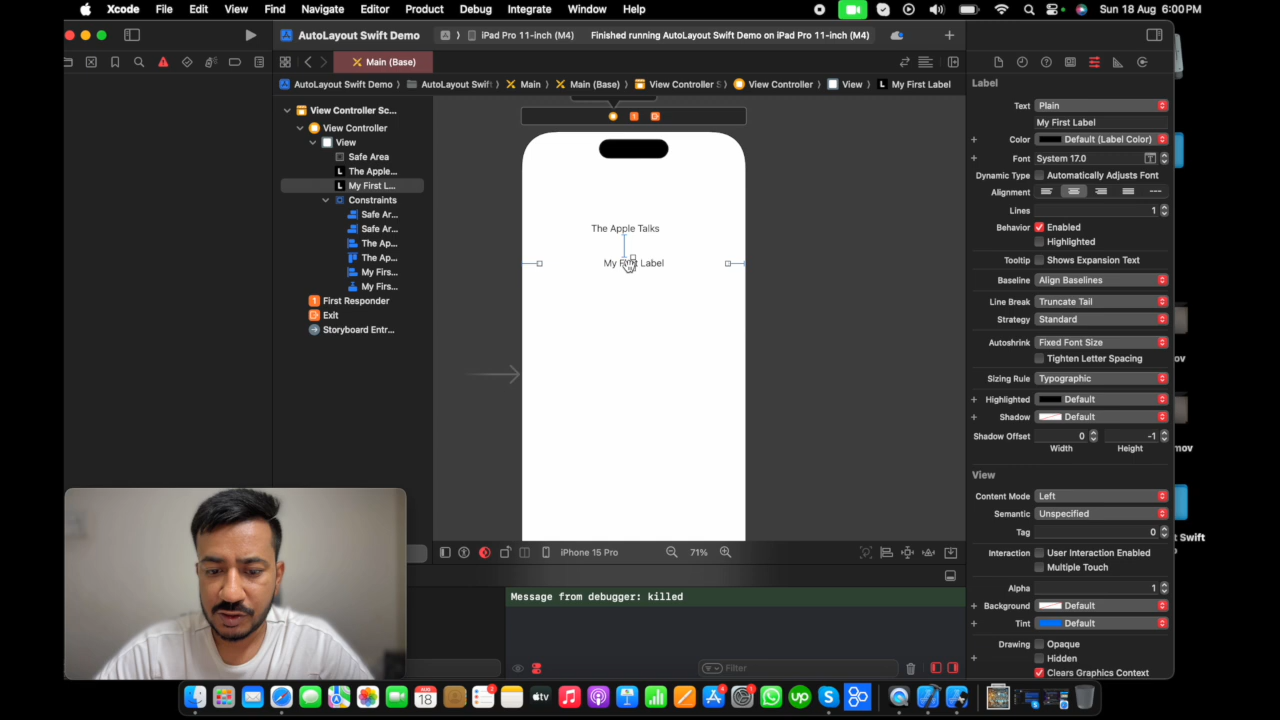 Xcode File Edit View Find Navigate Editor Product Debug Integrate Window Help Sun 18 Aug 6:00 PM
AutoLayout Swift Demo iPad Pro 11-inch (M4) Finished running AutoLayout Swift Demo on iPad Pro 11-inch (M4)
Main (Base)
AutoLayout Swift Demo AutoLayout Swif Main Main (Base) View Controller S View Controller View L My First Label
View Controller Sc...
View Controller
View
Safe Area
L The Apple...
L My First L...
Constraints
Safe Ar...
Safe Ar...
The Ap...
The Ap...
My Firs...
My Firs...
First Responder
Exit
Storyboard Entr...
The Apple Talks
My First Label
iPhone 15 Pro 71%
Message from debugger: killed
Filter
Label
Text Plain
My First Label
Color Default (Label Color)
Font System 17.0
Dynamic Type Automatically Adjusts Font
Alignment
Lines 1
Behavior Enabled
Highlighted
Tooltip Shows Expansion Text
Baseline Align Baselines
Line Break Truncate Tail
Strategy Standard
Autoshrink Fixed Font Size
Tighten Letter Spacing
Sizing Rule Typographic
Highlighted Default
Shadow Default
Shadow Offset 0 -1
Width Height
View
Content Mode Left
Semantic Unspecified
Tag 0
Interaction User Interaction Enabled
Multiple Touch
Alpha 1
Background Default
Tint Default
Drawing Opaque
Hidden
Clears Graphics Context
ov
mov
t Swift